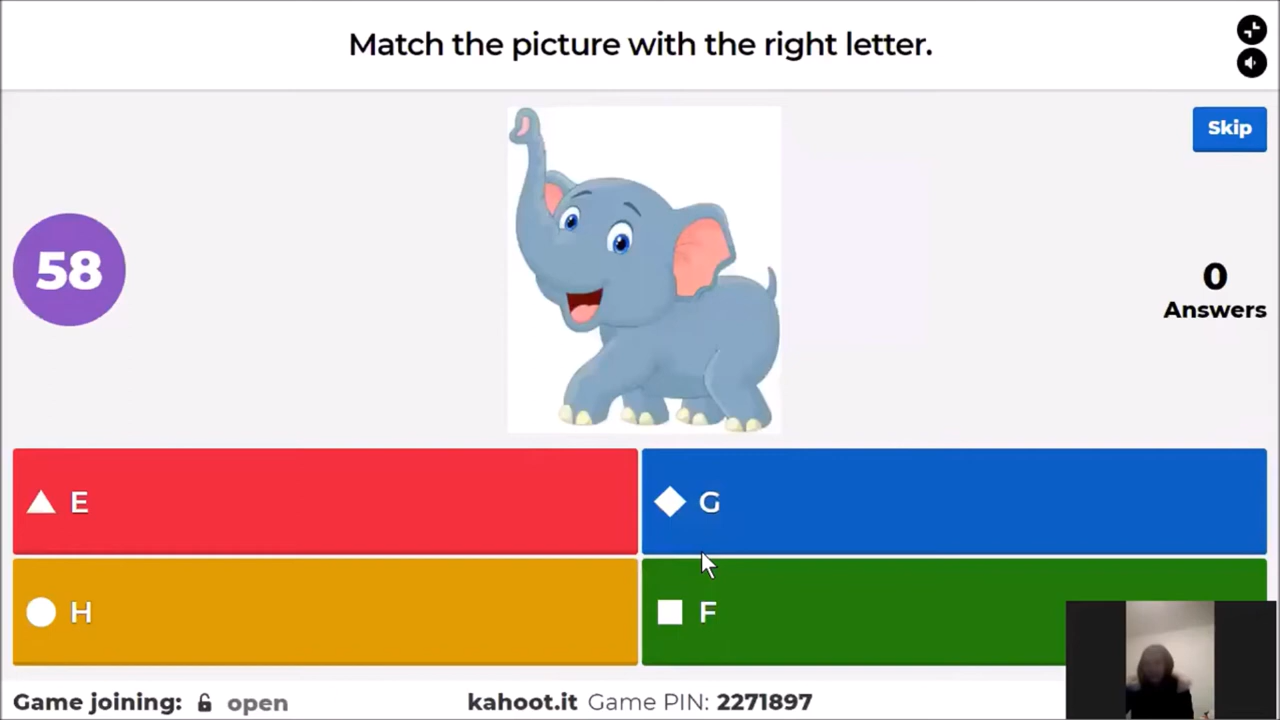 Match the picture with the right letter.
Skip
58
0
Answers
E
G
H
F
Game joining: open
kahoot.it Game PIN: 2271897